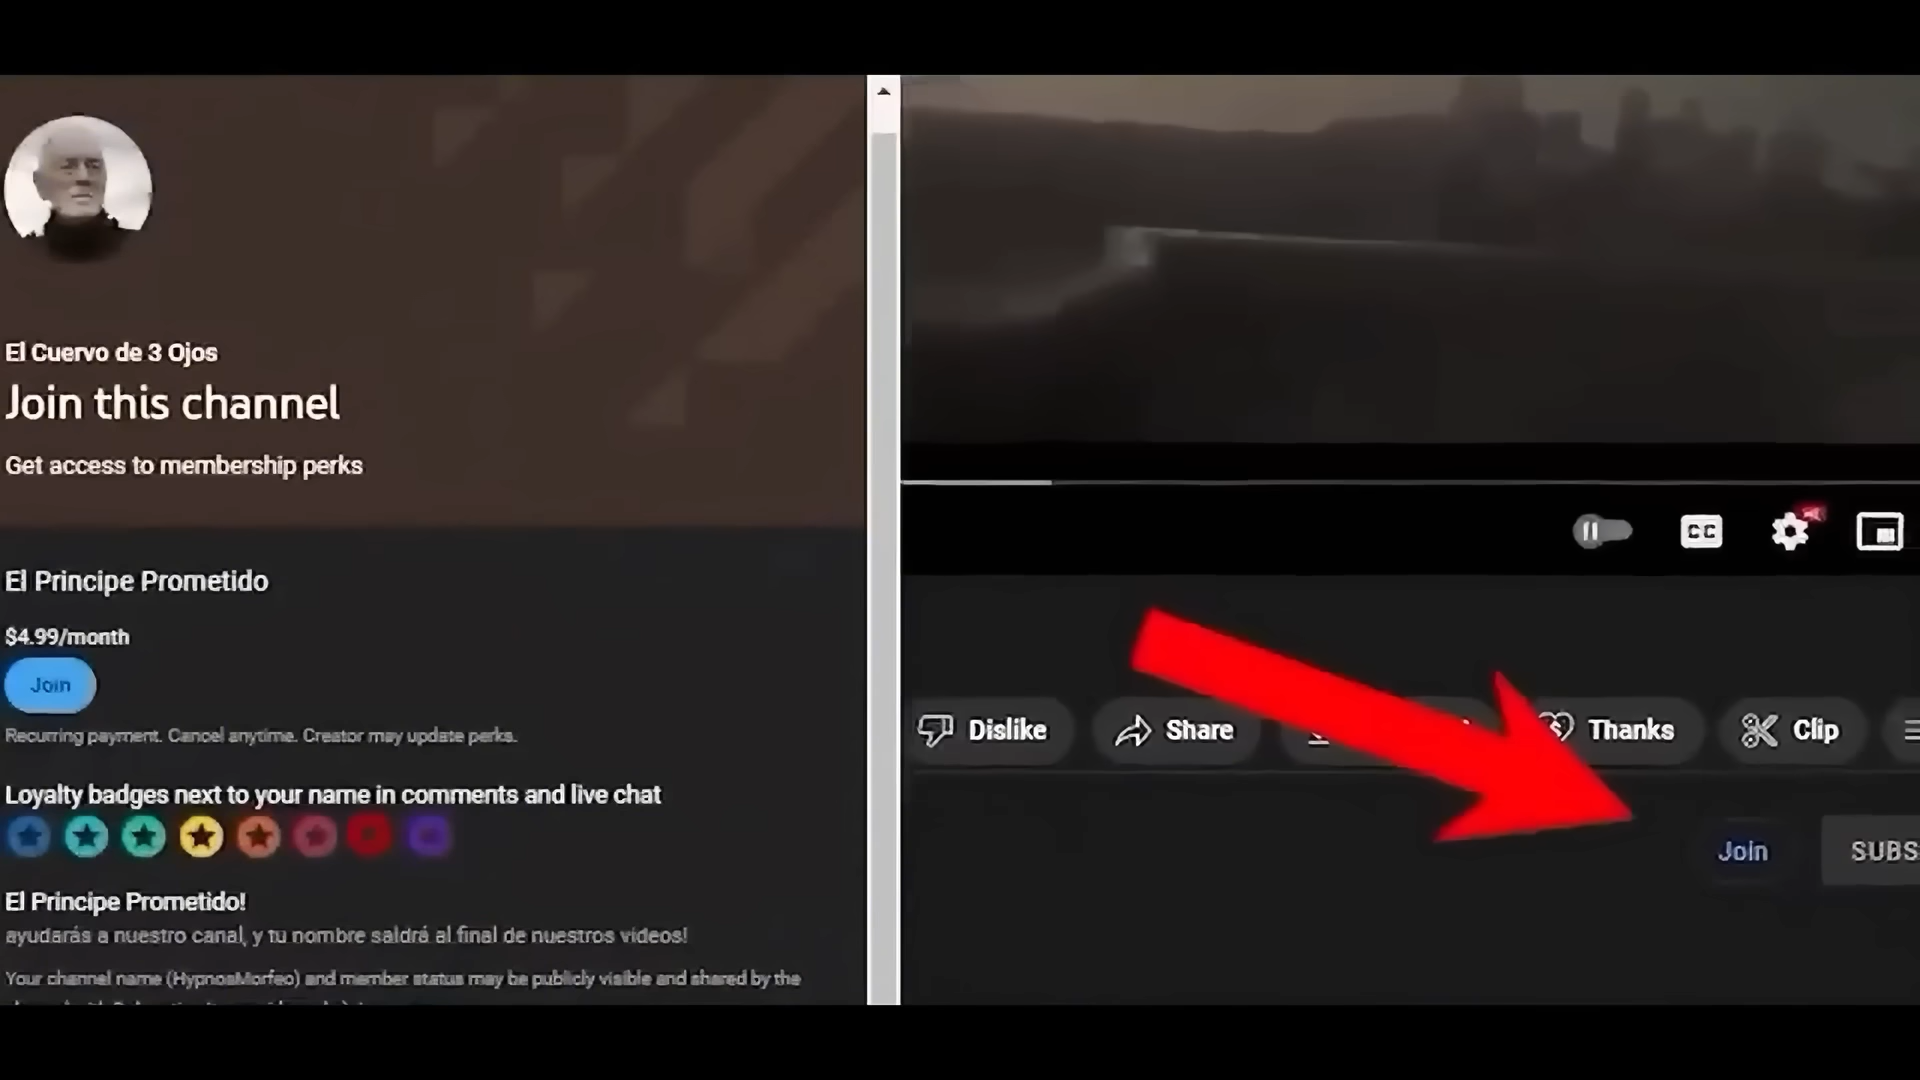 El Cuervo de 3 Ojos
Join this channel
Get access to membership perks
El Principe Prometido
$4.99/month
Join
Recurring payment. Cancel anytime. Creator may update perks.
Loyalty badges next to your name in comments and live chat
El Principe Prometido!
ayudarás a nuestro canal, y tu nombre saldrá al final de nuestros videos!
Your channel name (HypnosMorfeo) and member status may be publicly visible and shared by the
CC
Dislike
Share
Thanks
Clip
Join
SUBS